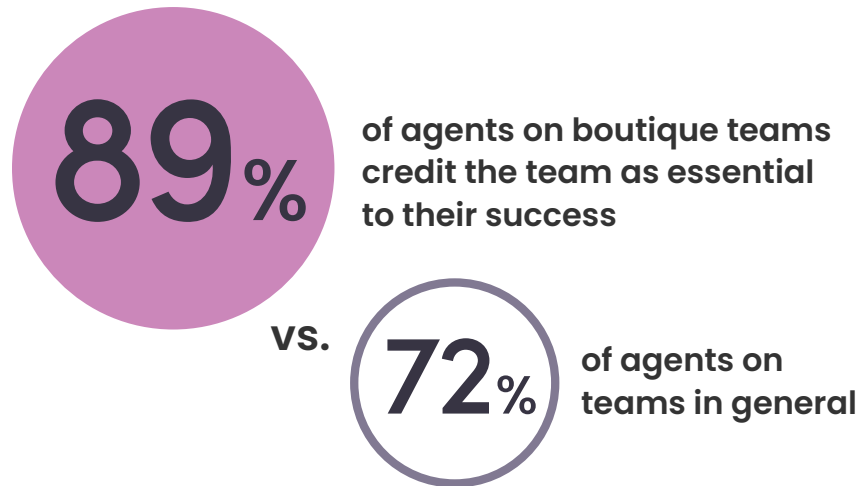 89%
of agents on boutique teams
credit the team as essential
to their success
vs.
72%
of agents on
teams in general